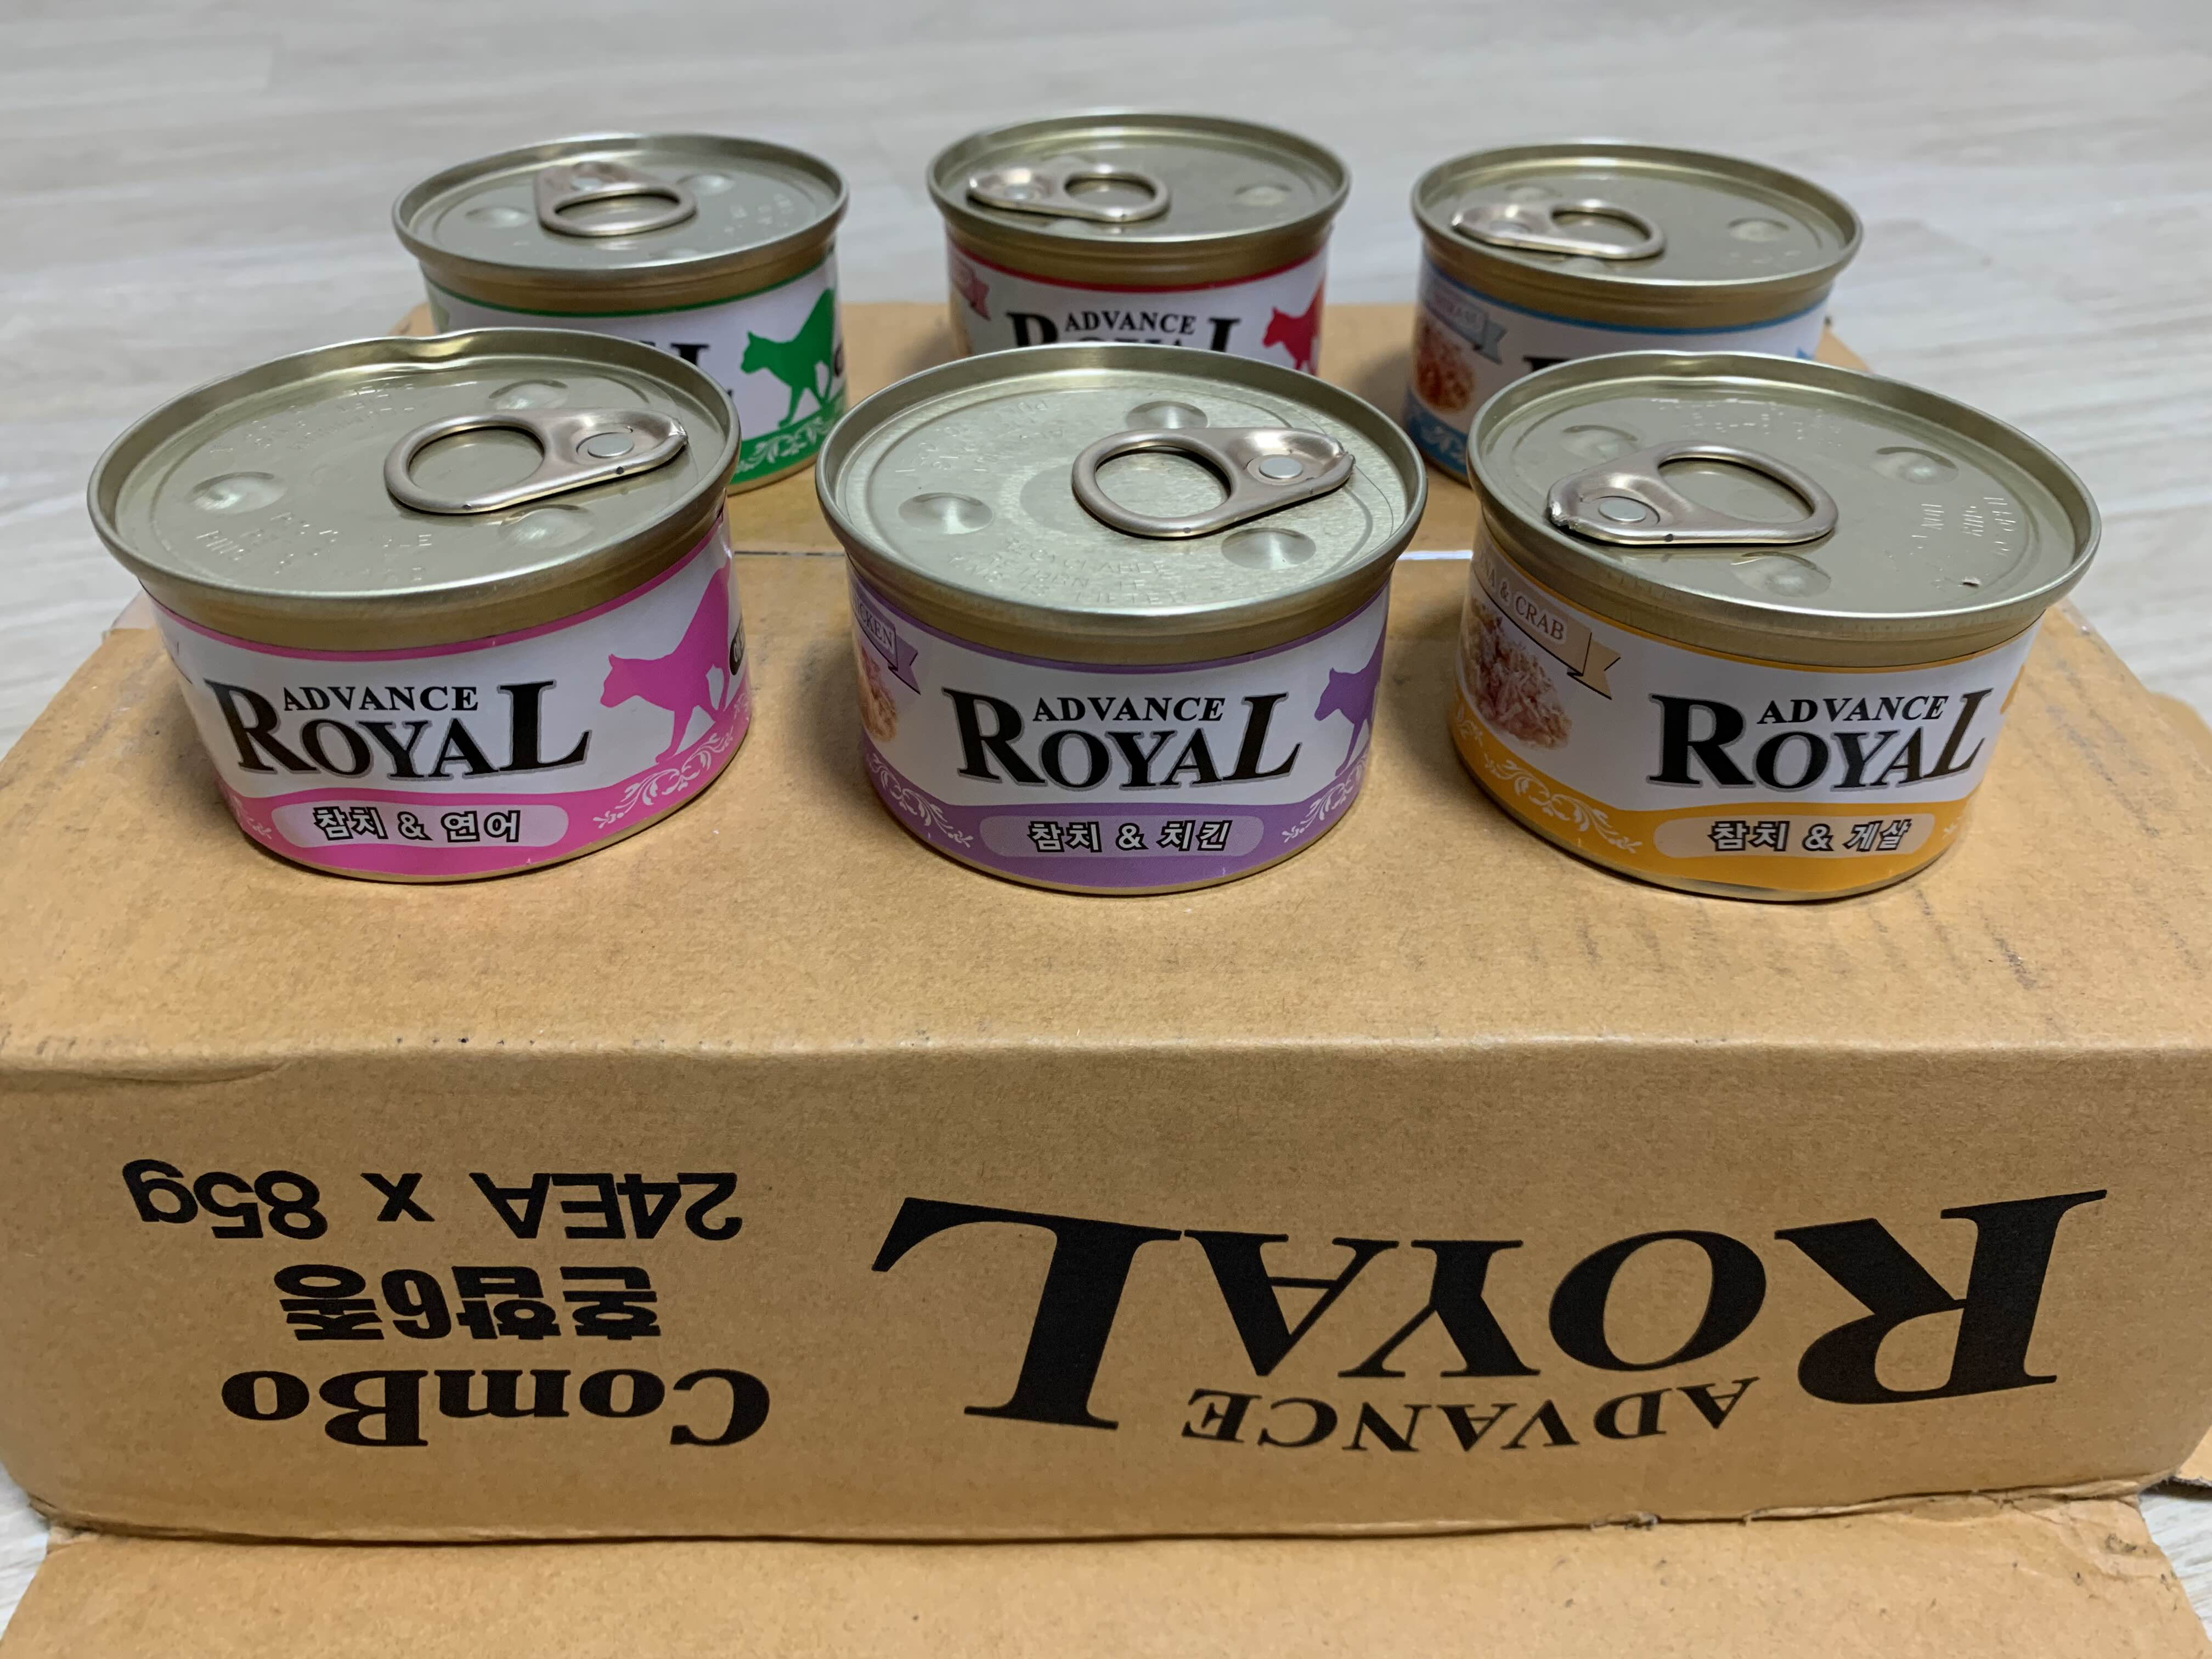 ADVANCE
ROYAL
ADVANCE
ROYAL
참치 & 연어
CHICKEN
ADVANCE
ROYAL
참치 & 치킨
& CRAB
ADVANCE
ROYAL
참치 & 게살
ADVANCE
ROYAL
ComBo
혼합6종
24EA x 85g